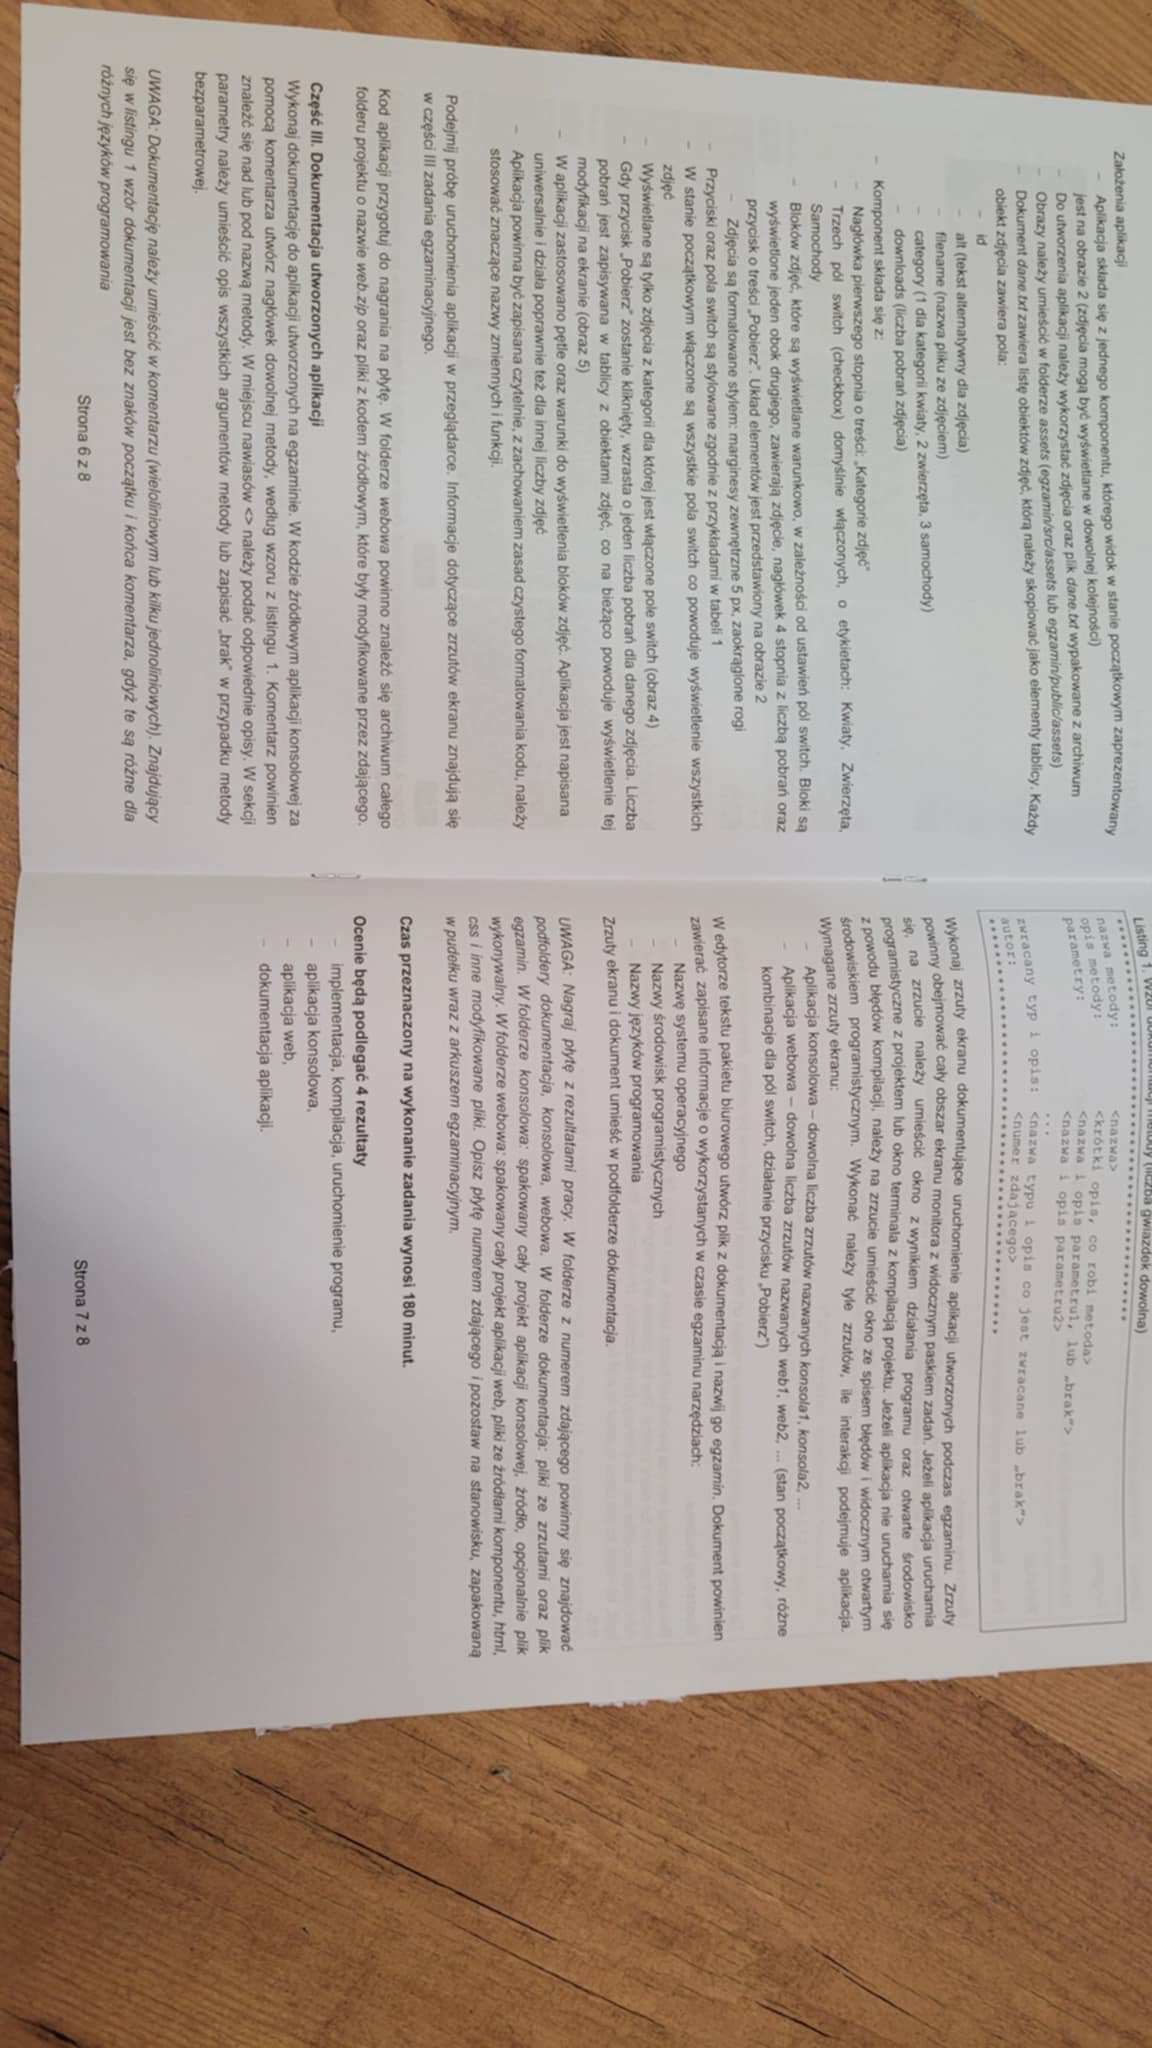 Założenia aplikacji
– Aplikacja składa się z jednego komponentu, którego widok w stanie początkowym zaprezentowany
jest na obrazie 2 (zdjęcia mogą być wyświetlane w dowolnej kolejności)
– Do utworzenia aplikacji należy wykorzystać zdjęcia oraz plik dane.txt wypakowane z archiwum
– Obrazy należy umieścić w folderze assets (egzamin/src/assets lub egzamin/public/assets)
– Dokument dane.txt zawiera listę obiektów zdjęć, którą należy skopiować jako elementy tablicy. Każdy
obiekt zdjęcia zawiera pola:
– id
– alt (tekst alternatywny dla zdjęcia)
– filename (nazwa pliku ze zdjęciem)
– category (1 dla kategorii kwiaty, 2 zwierzęta, 3 samochody)
– downloads (liczba pobrań zdjęcia)
– Komponent składa się z:
– Nagłówka pierwszego stopnia o treści: „Kategorie zdjęć”
– Trzech pól switch (checkbox) domyślnie włączonych, o etykietach: Kwiaty, Zwierzęta,
Samochody
– Bloków zdjęć, które są wyświetlane warunkowo, w zależności od ustawień pól switch. Bloki są
wyświetlone jeden obok drugiego, zawierają zdjęcie, nagłówek 4 stopnia z liczbą pobrań oraz
przycisk o treści „Pobierz”. Układ elementów jest przedstawiony na obrazie 2
– Zdjęcia są formatowane stylem: marginesy zewnętrzne 5 px, zaokrąglone rogi
– Przyciski oraz pola switch są stylowane zgodnie z przykładami w tabeli 1
– W stanie początkowym włączone są wszystkie pola switch co powoduje wyświetlenie wszystkich
zdjęć
– Wyświetlane są tylko zdjęcia z kategorii dla której jest włączone pole switch (obraz 4)
– Gdy przycisk „Pobierz” zostanie kliknięty, wzrasta o jeden liczba pobrań dla danego zdjęcia. Liczba
pobrań jest zapisywana w tablicy z obiektami zdjęć, co na bieżąco powoduje wyświetlenie tej
modyfikacji na ekranie (obraz 5)
– W aplikacji zastosowano pętle oraz warunki do wyświetlenia bloków zdjęć. Aplikacja jest napisana
uniwersalnie i działa poprawnie też dla innej liczby zdjęć
– Aplikacja powinna być zapisana czytelnie, z zachowaniem zasad czystego formatowania kodu, należy
stosować znaczące nazwy zmiennych i funkcji.
Podejmij próbę uruchomienia aplikacji w przeglądarce. Informacje dotyczące zrzutów ekranu znajdują się
w części III zadania egzaminacyjnego.
Kod aplikacji przygotuj do nagrania na płytę. W folderze webowa powinno znaleźć się archiwum całego
folderu projektu o nazwie web.zip oraz pliki z kodem źródłowym, które były modyfikowane przez zdającego.
Część III. Dokumentacja utworzonych aplikacji
Wykonaj dokumentację do aplikacji utworzonych na egzaminie. W kodzie źródłowym aplikacji konsolowej za
pomocą komentarza utwórz nagłówek dowolnej metody, według wzoru z listingu 1. Komentarz powinien
znaleźć się nad lub pod nazwą metody. W miejscu nawiasów <> należy podać odpowiednie opisy. W sekcji
parametry należy umieścić opis wszystkich argumentów metody lub zapisać „brak” w przypadku metody
bezparametrowej.
UWAGA: Dokumentację należy umieścić w komentarzu (wieloliniowym lub kilku jednoliniowych). Znajdujący
się w listingu 1 wzór dokumentacji jest bez znaków początku i końca komentarza, gdyż te są różne dla
różnych języków programowania
Strona 6 z 8
Listing 1. Wzór dokumentacji metody (liczba gwiazdek dowolna)
************************************************
nazwa metody: <nazwa>
opis metody: <krótki opis, co robi metoda>
parametry: <nazwa i opis parametru1, lub „brak”>
<nazwa i opis parametru2>
...
zwracany typ i opis: <nazwa typu i opis co jest zwracane lub „brak”>
autor: <numer zdającego>
************************************************
Wykonaj zrzuty ekranu dokumentujące uruchomienie aplikacji utworzonych podczas egzaminu. Zrzuty
powinny obejmować cały obszar ekranu monitora z widocznym paskiem zadań. Jeżeli aplikacja uruchamia
się, na zrzucie należy umieścić okno z wynikiem działania programu oraz otwarte środowisko
programistyczne z projektem lub okno terminala z kompilacją projektu. Jeżeli aplikacja nie uruchamia się
z powodu błędów kompilacji, należy na zrzucie umieścić okno ze spisem błędów i widocznym otwartym
środowiskiem programistycznym. Wykonać należy tyle zrzutów, ile interakcji podejmuje aplikacja.
Wymagane zrzuty ekranu:
– Aplikacja konsolowa – dowolna liczba zrzutów nazwanych konsola1, konsola2, ...
– Aplikacja webowa – dowolna liczba zrzutów nazwanych web1, web2, ... (stan początkowy, różne
kombinacje dla pól switch, działanie przycisku „Pobierz”)
W edytorze tekstu pakietu biurowego utwórz plik z dokumentacją i nazwij go egzamin. Dokument powinien
zawierać zapisane informacje o wykorzystanych w czasie egzaminu narzędziach:
– Nazwę systemu operacyjnego
– Nazwy środowisk programistycznych
– Nazwy języków programowania
Zrzuty ekranu i dokument umieść w podfolderze dokumentacja.
UWAGA: Nagraj płytę z rezultatami pracy. W folderze z numerem zdającego powinny się znajdować
podfoldery dokumentacja, konsolowa, webowa. W folderze dokumentacja: pliki ze zrzutami oraz plik
egzamin. W folderze konsolowa: spakowany cały projekt aplikacji konsolowej, źródło, opcjonalnie plik
wykonywalny. W folderze webowa: spakowany cały projekt aplikacji web, pliki ze źródłami komponentu, html,
css i inne modyfikowane pliki. Opisz płytę numerem zdającego i pozostaw na stanowisku, zapakowaną
w pudełku wraz z arkuszem egzaminacyjnym.
Czas przeznaczony na wykonanie zadania wynosi 180 minut.
Ocenie będą podlegać 4 rezultaty
– implementacja, kompilacja, uruchomienie programu,
– aplikacja konsolowa,
– aplikacja web,
– dokumentacja aplikacji.
Strona 7 z 8